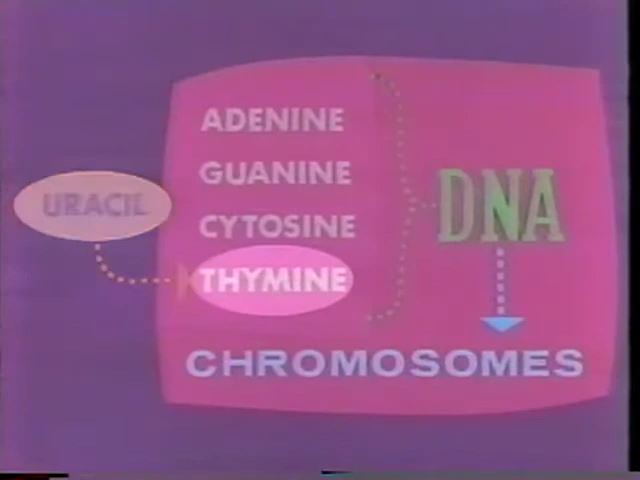 ADENINE
GUANINE
URACIL
CYTOSINE
THYMINE
DNA
CHROMOSOMES